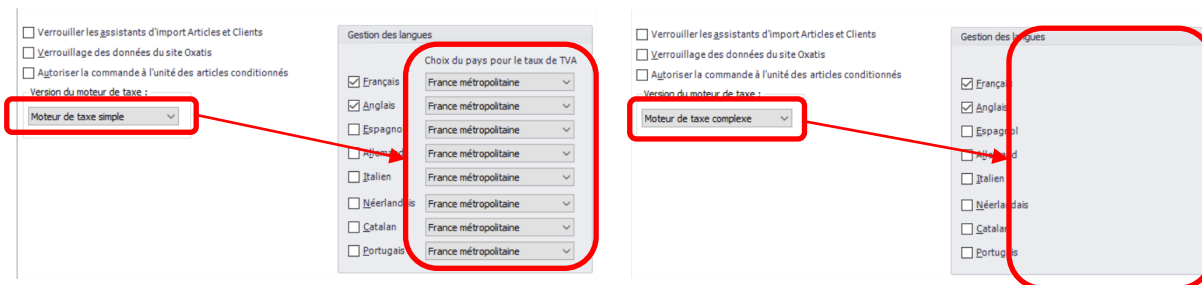 Verrouiller les assistants d'import Articles et Clients
Verrouillage des données du site Oxatis
Autoriser la commande à l'unité des articles conditionnés
Version du moteur de taxe :
Moteur de taxe simple
Gestion des langues
Choix du pays pour le taux de TVA
Français France métropolitaine
Anglais France métropolitaine
Espagnol France métropolitaine
Allemand France métropolitaine
Italien France métropolitaine
Néerlandais France métropolitaine
Catalan France métropolitaine
Portugais France métropolitaine
Verrouiller les assistants d'import Articles et Clients
Verrouillage des données du site Oxatis
Autoriser la commande à l'unité des articles conditionnés
Version du moteur de taxe :
Moteur de taxe complexe
Gestion des langues
Français
Anglais
Espagnol
Allemand
Italien
Néerlandais
Catalan
Portugais